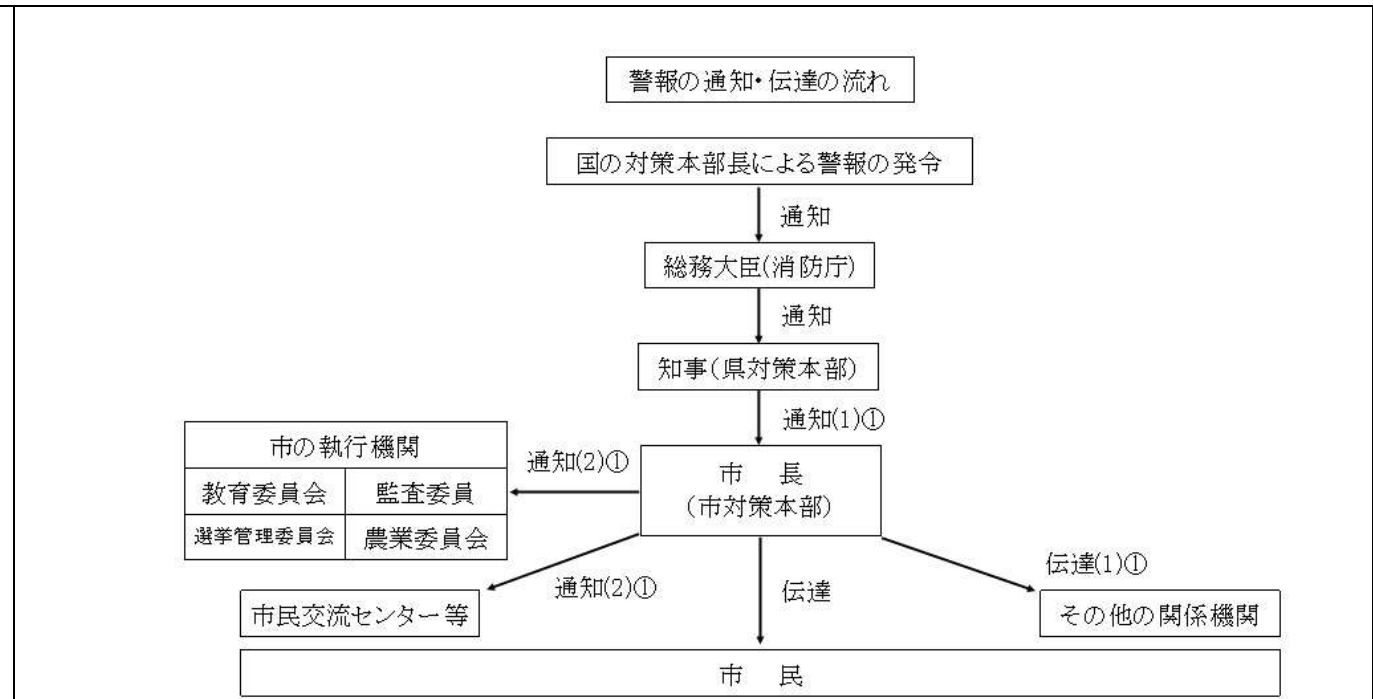 警報の通知・伝達の流れ
国の対策本部長による警報の発令
通知
総務大臣(消防庁)
通知
知事(県対策本部)
通知(1)①
市の執行機関
教育委員会 監査委員
選挙管理委員会 農業委員会
通知(2)①
市 長
(市対策本部)
通知(2)①
伝達
伝達(1)①
市民交流センター等
その他の関係機関
市 民